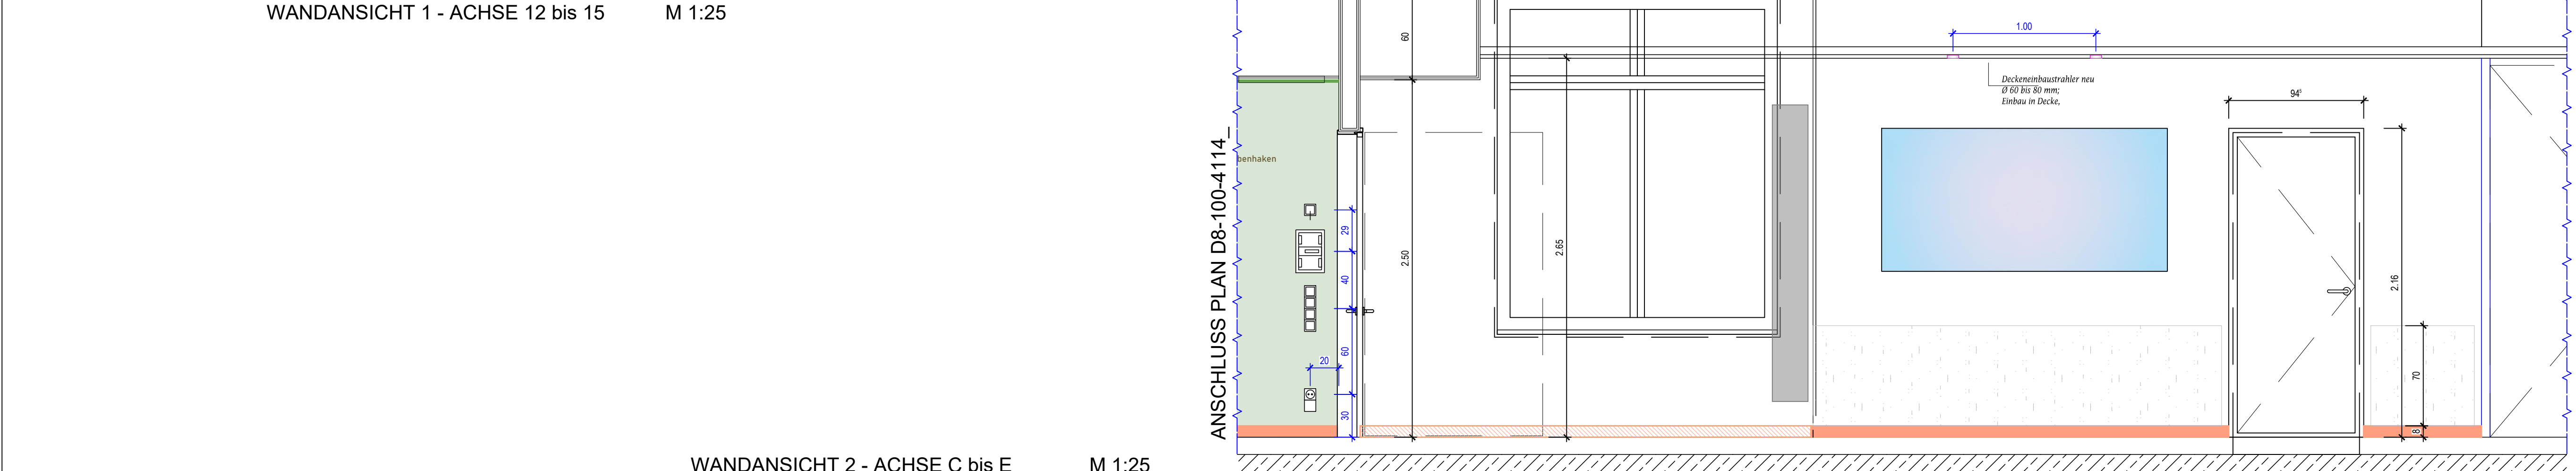 WANDANSICHT 1 - ACHSE 12 bis 15 M 1:25
ANSCHLUSS PLAN D8-100-4114_
benhaken
60
2.50
29
40
60
20
30
2.65
1.00
Deckeneinbaustrahler neu
Ø 60 bis 80 mm;
Einbau in Decke,
94⁵
2.16
70
8
WANDANSICHT 2 - ACHSE C bis E M 1:25